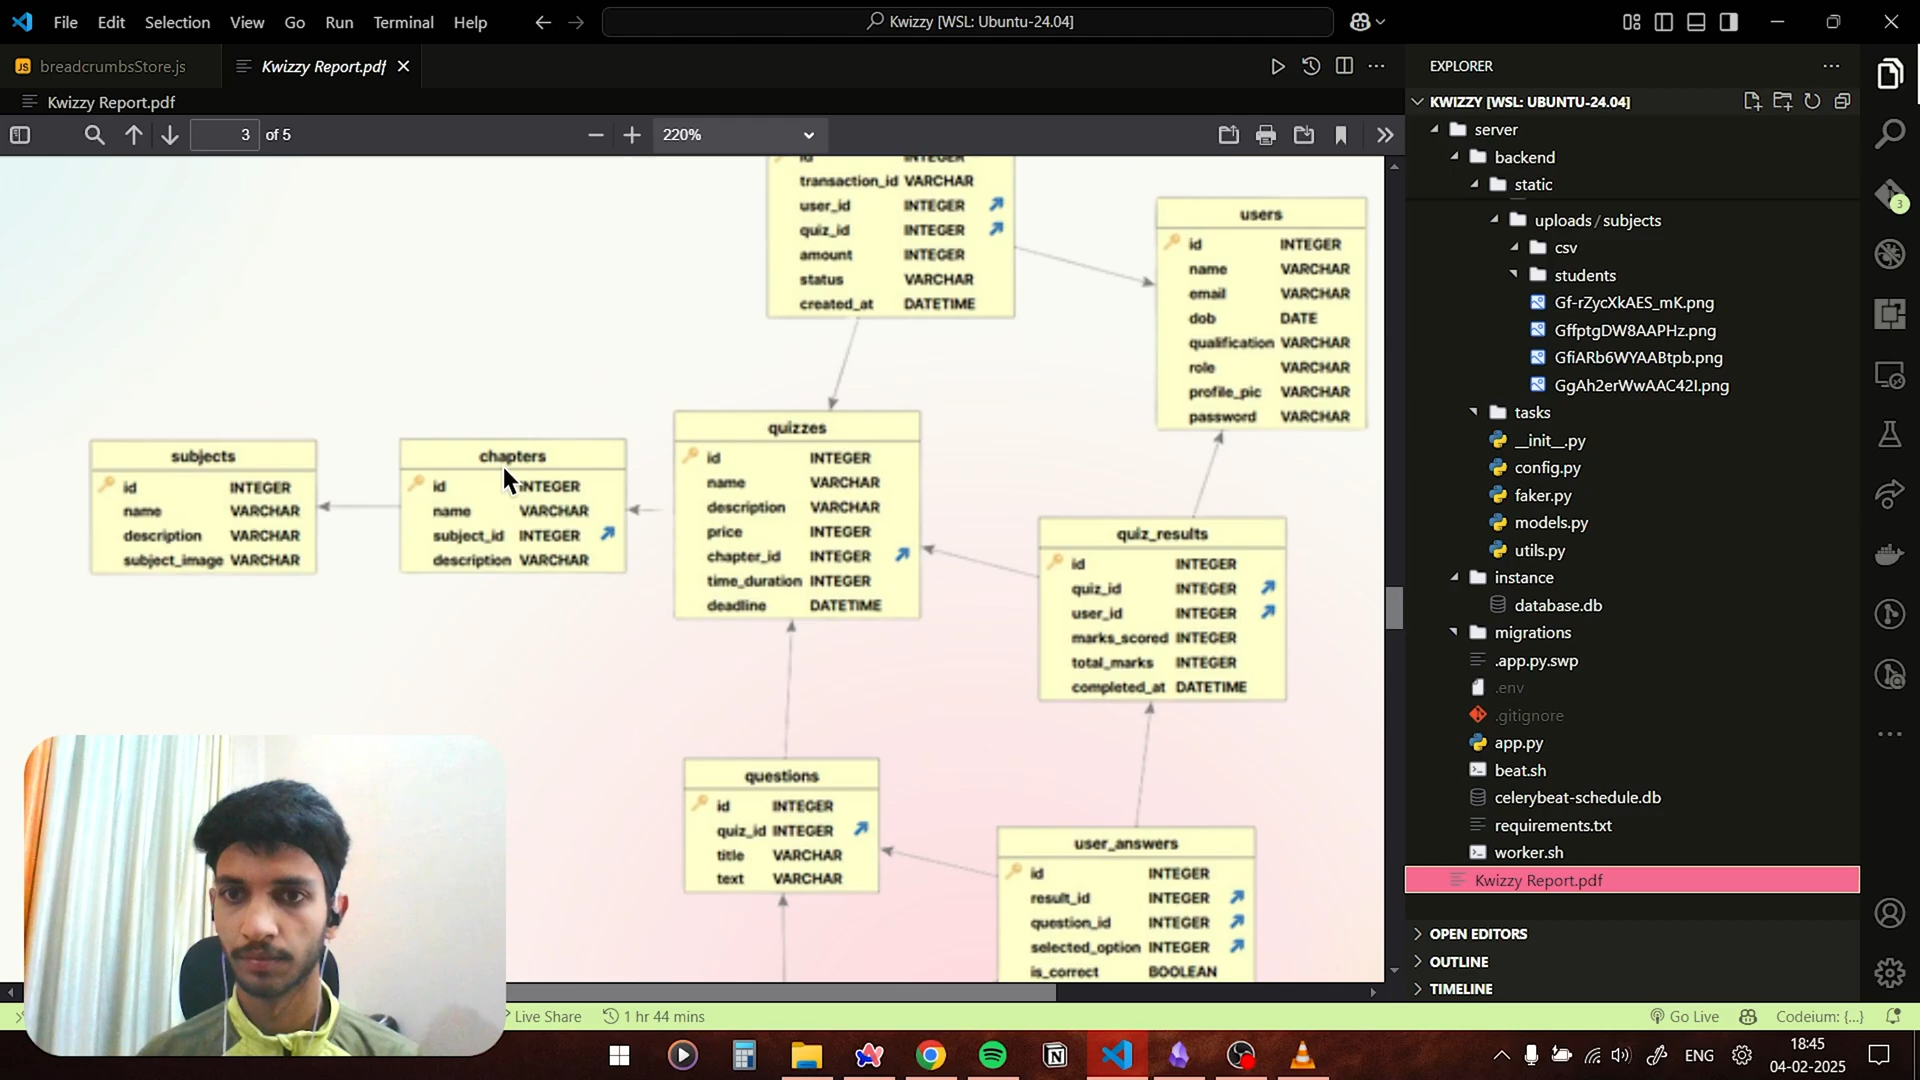 File Edit Selection View Go Run Terminal Help
Kwizzy [WSL: Ubuntu-24.04]
JS breadcrumbsStore.js
Kwizzy Report.pdf
EXPLORER
Kwizzy Report.pdf
3 of 5
220%
id INTEGER
transaction_id VARCHAR
user_id INTEGER
quiz_id INTEGER
amount INTEGER
status VARCHAR
created_at DATETIME
users
id INTEGER
name VARCHAR
email VARCHAR
dob DATE
qualification VARCHAR
role VARCHAR
profile_pic VARCHAR
password VARCHAR
subjects
id INTEGER
name VARCHAR
description VARCHAR
subject_image VARCHAR
chapters
id INTEGER
name VARCHAR
subject_id INTEGER
description VARCHAR
quizzes
id INTEGER
name VARCHAR
description VARCHAR
price INTEGER
chapter_id INTEGER
time_duration INTEGER
deadline DATETIME
quiz_results
id INTEGER
quiz_id INTEGER
user_id INTEGER
marks_scored INTEGER
total_marks INTEGER
completed_at DATETIME
questions
id INTEGER
quiz_id INTEGER
title VARCHAR
text VARCHAR
user_answers
id INTEGER
result_id INTEGER
question_id INTEGER
selected_option INTEGER
is_correct BOOLEAN
KWIZZY [WSL: UBUNTU-24.04]
server
backend
static
uploads / subjects
csv
students
Gf-rZycXkAES_mK.png
GffptgDW8AAPHz.png
GfiARb6WYAABtpb.png
GgAh2erWwAAC42I.png
tasks
__init__.py
config.py
faker.py
models.py
utils.py
instance
database.db
migrations
.app.py.swp
.env
.gitignore
app.py
beat.sh
celerybeat-schedule.db
requirements.txt
worker.sh
Kwizzy Report.pdf
OPEN EDITORS
OUTLINE
TIMELINE
3
Live Share 1 hr 44 mins
Go Live Codeium: {...}
ENG
18:45
04-02-2025